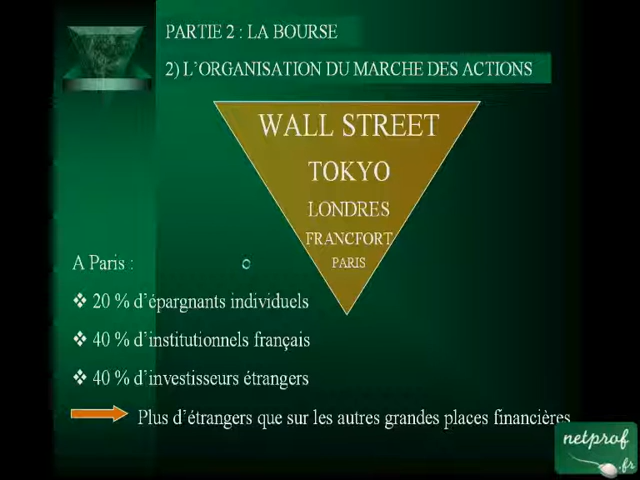 PARTIE 2 : LA BOURSE
2) L'ORGANISATION DU MARCHE DES ACTIONS
WALL STREET
TOKYO
LONDRES
FRANCFORT
PARIS
A Paris :
❖ 20 % d'épargnants individuels
❖ 40 % d'institutionnels français
❖ 40 % d'investisseurs étrangers
Plus d'étrangers que sur les autres grandes places financières
netprof
.fr